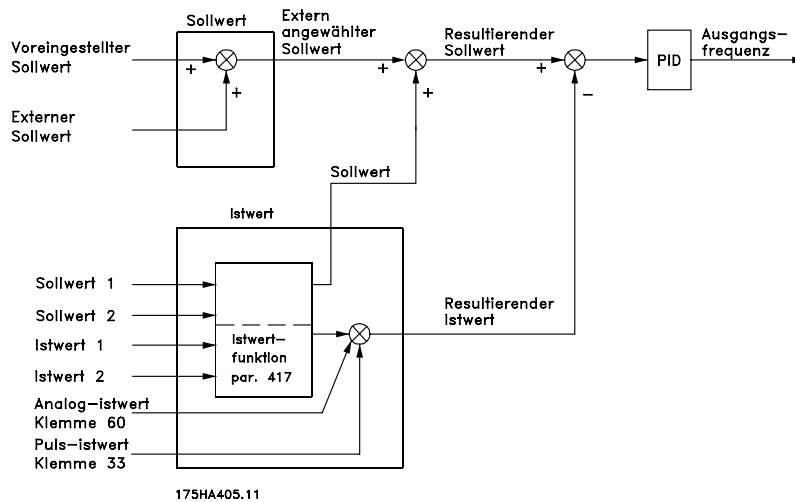 Sollwert
Voreingestellter
Sollwert
Extern
angewählter
Sollwert
Resultierender
Sollwert
PID
Ausgangs-
frequenz
+
+
+
+
+
-
Externer
Sollwert
Sollwert
Istwert
Sollwert 1
Sollwert 2
Istwert 1
Istwert 2
Istwert-
funktion
par. 417
Resultierender
Istwert
Analog-istwert
Klemme 60
Puls-istwert
Klemme 33
175HA405.11